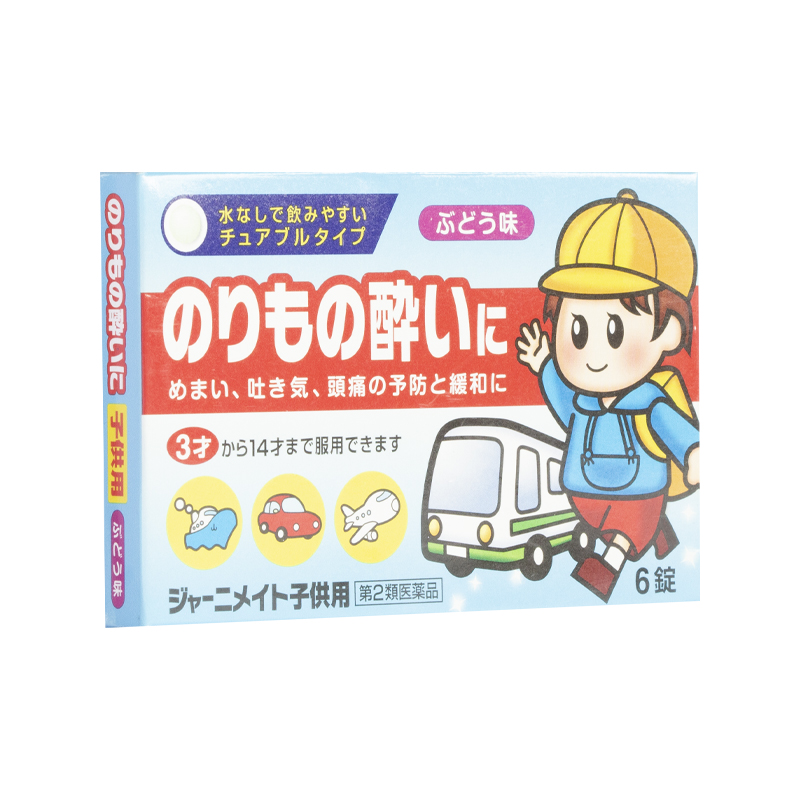 のりもの酔いに 子供用 ぶどう味
水なしで飲みやすい
チュアブルタイプ
ぶどう味
のりもの酔いに
めまい、吐き気、頭痛の予防と緩和に
3才から14才まで服用できます
ジャーニメイト子供用 第2類医薬品
6錠